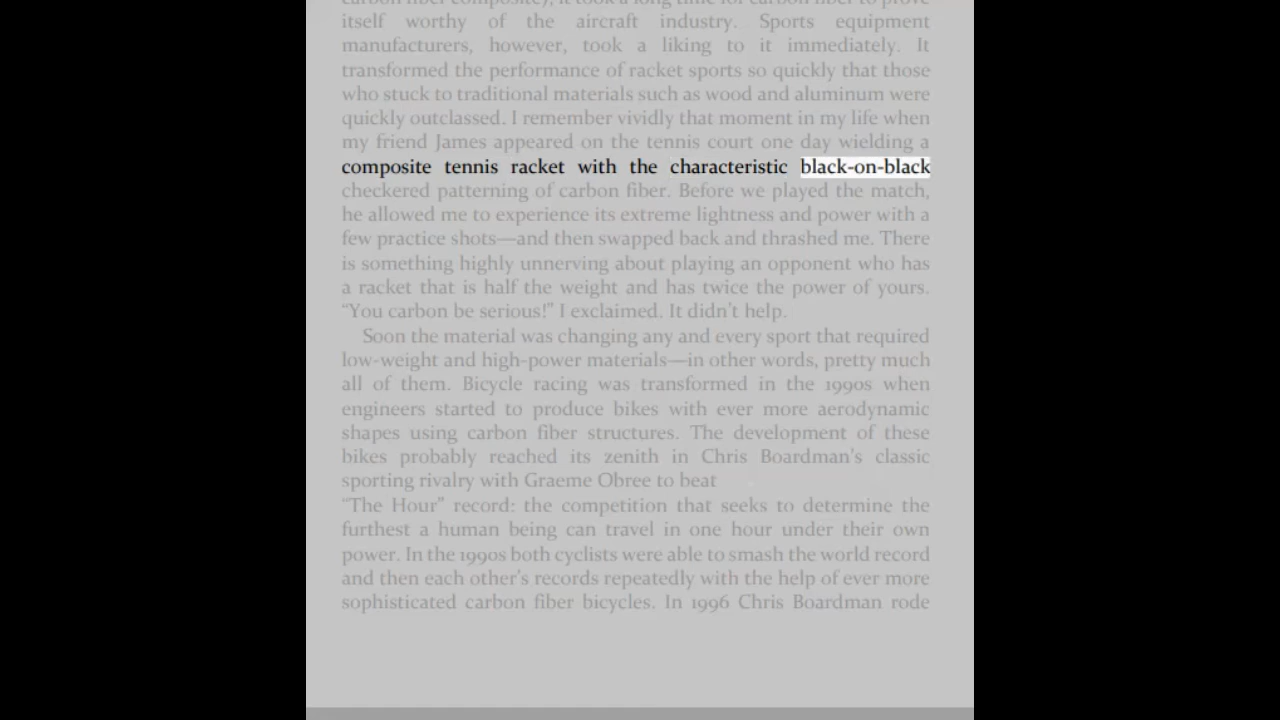 carbon fiber composite), it took a long time for carbon fiber to prove
itself worthy of the aircraft industry. Sports equipment
manufacturers, however, took a liking to it immediately. It
transformed the performance of racket sports so quickly that those
who stuck to traditional materials such as wood and aluminum were
quickly outclassed. I remember vividly that moment in my life when
my friend James appeared on the tennis court one day wielding a
composite tennis racket with the characteristic black-on-black
checkered patterning of carbon fiber. Before we played the match,
he allowed me to experience its extreme lightness and power with a
few practice shots—and then swapped back and thrashed me. There
is something highly unnerving about playing an opponent who has
a racket that is half the weight and has twice the power of yours.
“You carbon be serious!” I exclaimed. It didn’t help.
Soon the material was changing any and every sport that required
low-weight and high-power materials—in other words, pretty much
all of them. Bicycle racing was transformed in the 1990s when
engineers started to produce bikes with ever more aerodynamic
shapes using carbon fiber structures. The development of these
bikes probably reached its zenith in Chris Boardman’s classic
sporting rivalry with Graeme Obree to beat
“The Hour” record: the competition that seeks to determine the
furthest a human being can travel in one hour under their own
power. In the 1990s both cyclists were able to smash the world record
and then each other’s records repeatedly with the help of ever more
sophisticated carbon fiber bicycles. In 1996 Chris Boardman rode